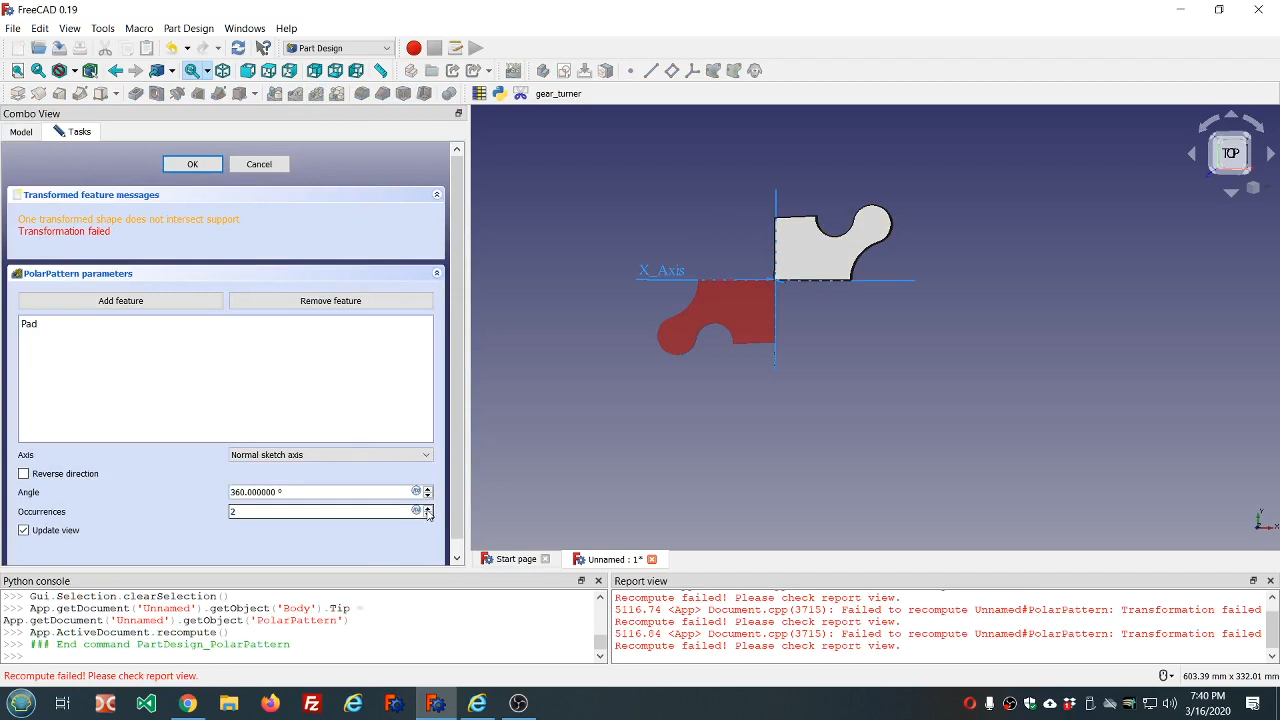 FreeCAD 0.19
File Edit View Tools Macro Part Design Windows Help
Part Design
gear_turner
Combo View
Model Tasks
OK Cancel
Transformed feature messages
One transformed shape does not intersect support
Transformation failed
PolarPattern parameters
Add feature Remove feature
Pad
Axis Normal sketch axis
Reverse direction
Angle 360.000000 °
Occurrences 2
Update view
TOP
X_Axis
Y
X
Start page Unnamed : 1*
Python console
>>> Gui.Selection.clearSelection()
>>> App.getDocument('Unnamed').getObject('Body').Tip =
App.getDocument('Unnamed').getObject('PolarPattern')
>>> App.ActiveDocument.recompute()
>>> ### End command PartDesign_PolarPattern
>>>
Report view
Recompute failed! Please check report view.
5116.74 <App> Document.cpp(3715): Failed to recompute Unnamed#PolarPattern: Transformation failed
Recompute failed! Please check report view.
5116.84 <App> Document.cpp(3715): Failed to recompute Unnamed#PolarPattern: Transformation failed
Recompute failed! Please check report view.
Recompute failed! Please check report view.
603.39 mm x 332.01 mm
7:40 PM
3/16/2020